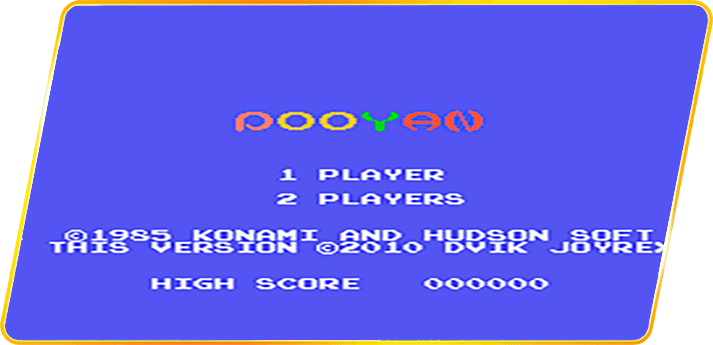 POOYAN
1 PLAYER
2 PLAYERS
©1985 KONAMI AND HUDSON SOFT
THIS VERSION ©2010 DVIK JOYREX
HIGH SCORE 000000